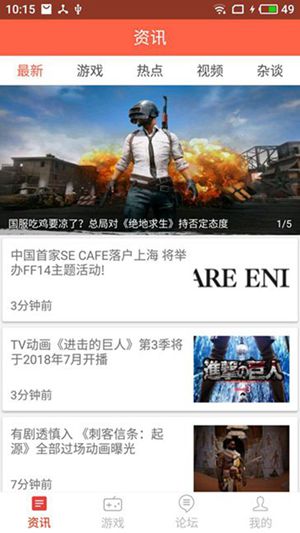 10:15
49
资讯
最新 游戏 热点 视频 杂谈
国服吃鸡要凉了？总局对《绝地求生》持否定态度 1/5
中国首家SE CAFE落户上海 将举
办FF14主题活动!
3分钟前
ARE ENI
TV动画《进击的巨人》第3季将
于2018年7月开播
5分钟前
進撃の巨人
有剧透慎入 《刺客信条：起
源》全部过场动画曝光
7分钟前
资讯 游戏 论坛 我的